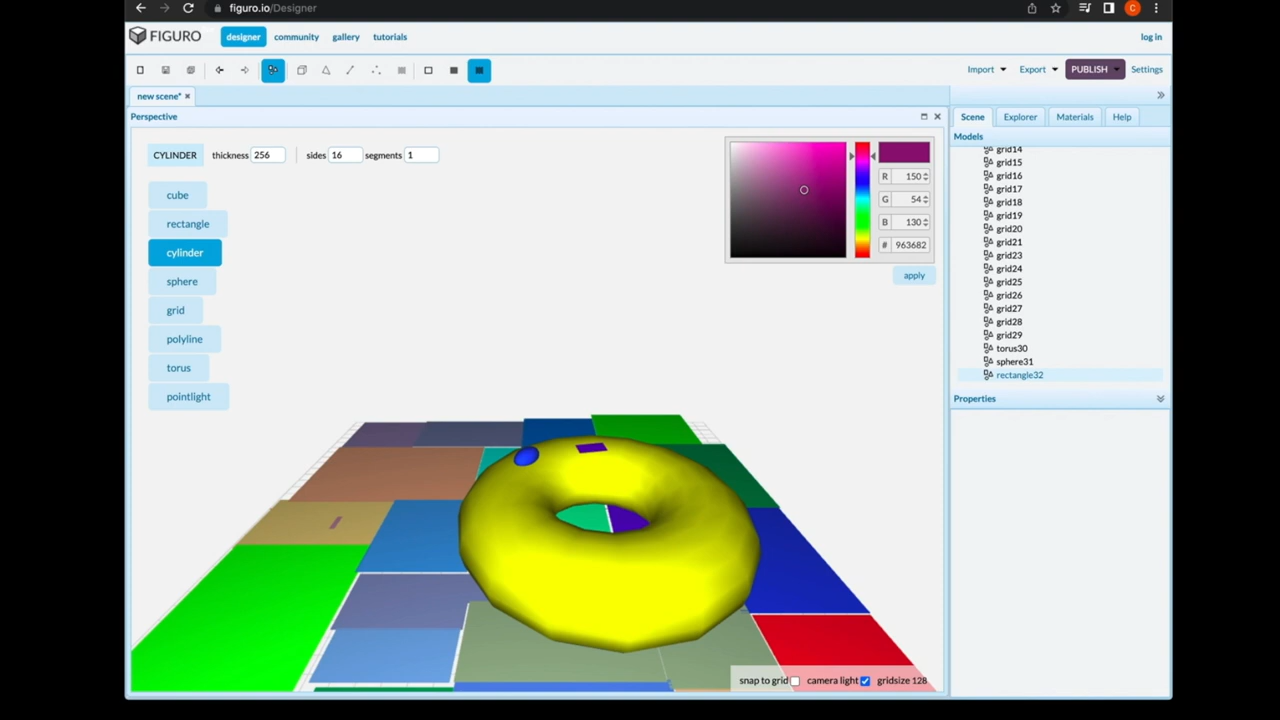 figuro.io/Designer
C
FIGURO designer community gallery tutorials log in
Import Export PUBLISH Settings
new scene*
Perspective
CYLINDER thickness 256 sides 16 segments 1
cube
rectangle
cylinder
sphere
grid
polyline
torus
pointlight
R 150
G 54
B 130
# 963682
apply
snap to grid camera light gridsize 128
Scene Explorer Materials Help
Models
grid14
grid15
grid16
grid17
grid18
grid19
grid20
grid21
grid23
grid24
grid25
grid26
grid27
grid28
grid29
torus30
sphere31
rectangle32
Properties